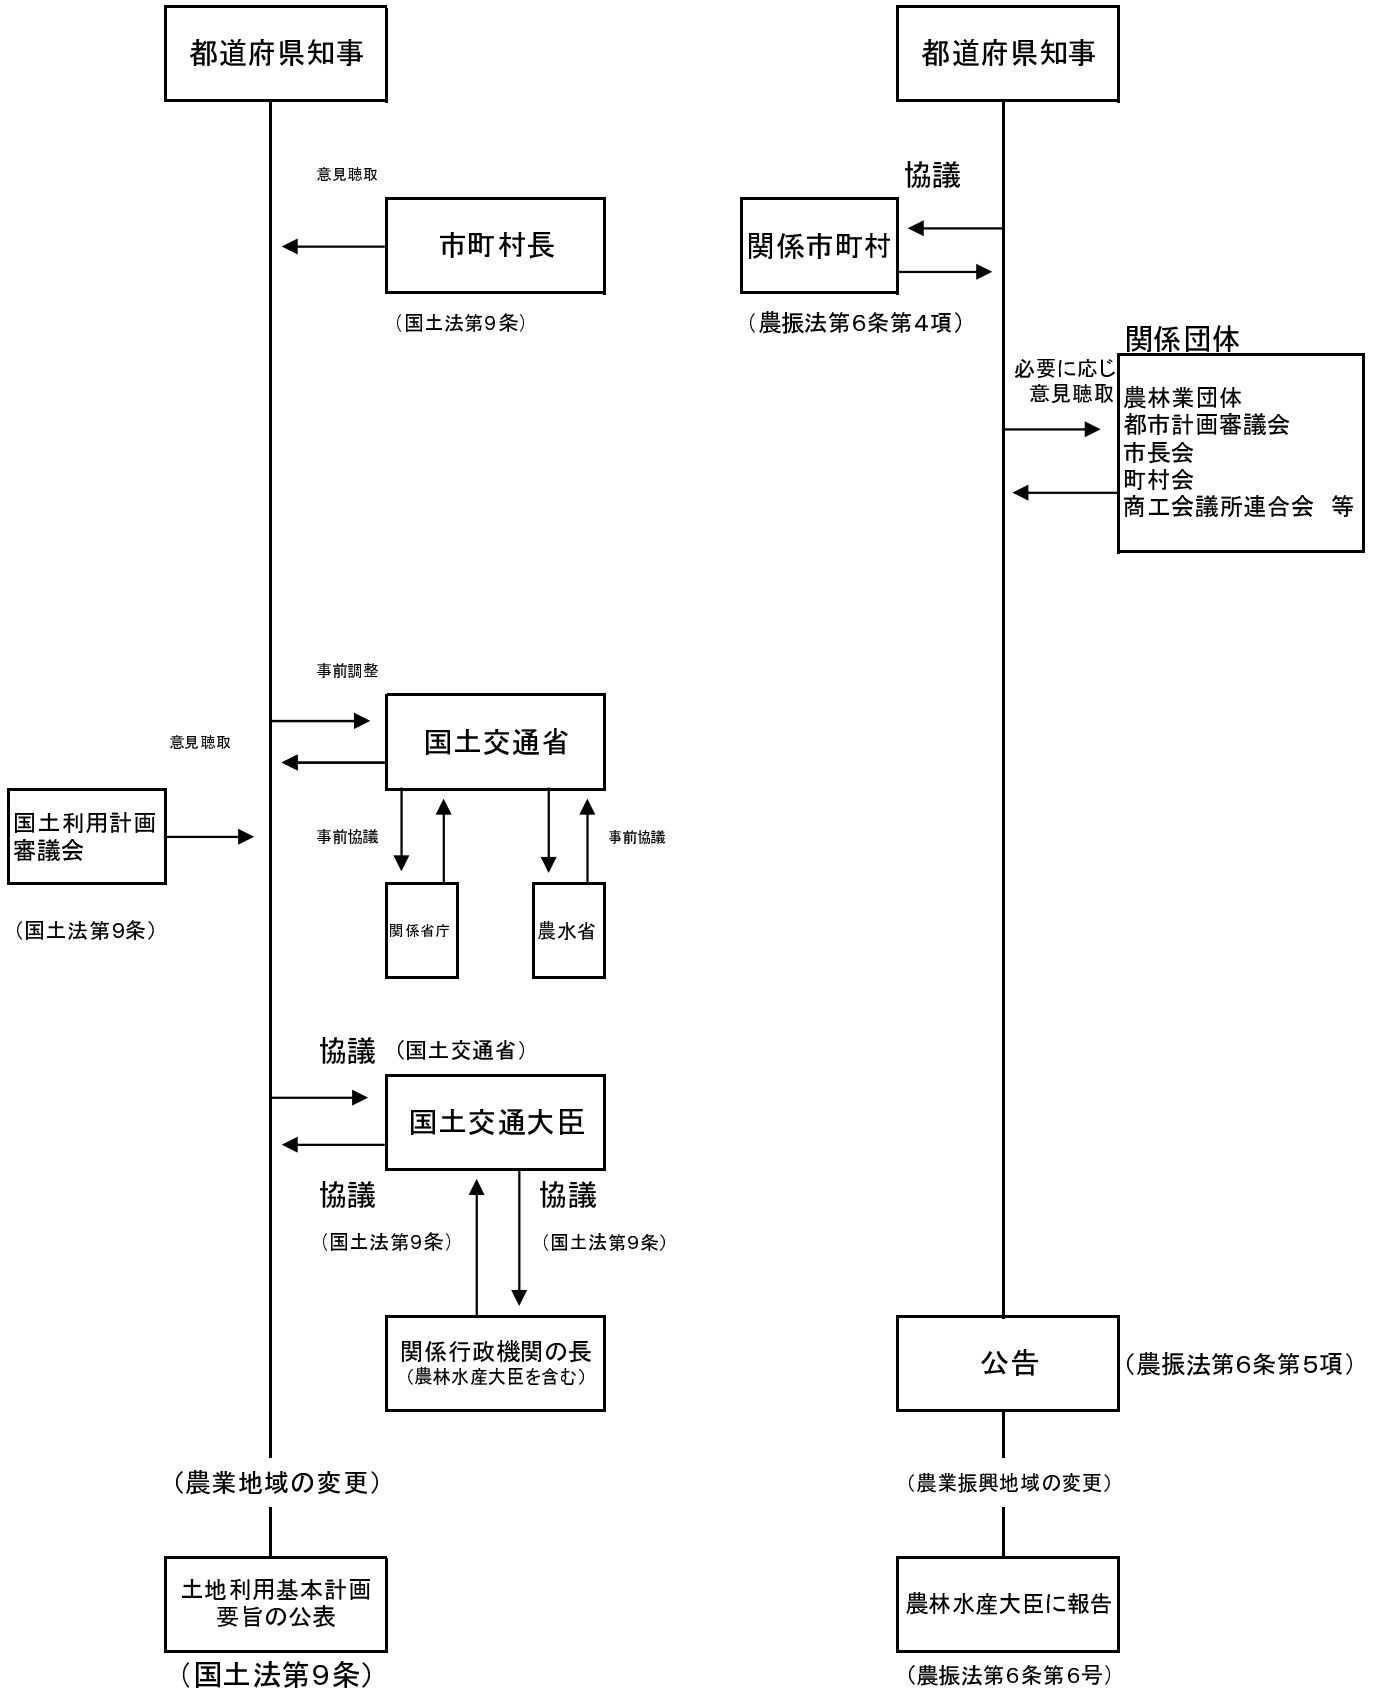 都道府県知事
意見聴取
市町村長
（国土法第9条）
事前調整
国土交通省
意見聴取
国土利用計画
審議会
（国土法第9条）
事前協議
事前協議
関係省庁
農水省
協議（国土交通省）
国土交通大臣
協議
（国土法第9条）
協議
（国土法第9条）
関係行政機関の長
（農林水産大臣を含む）
（農業地域の変更）
土地利用基本計画
要旨の公表
（国土法第9条）
都道府県知事
協議
関係市町村
（農振法第6条第4項）
関係団体
必要に応じ
意見聴取
農林業団体
都市計画審議会
市長会
町村会
商工会議所連合会　等
公告
（農振法第6条第5項）
（農業振興地域の変更）
農林水産大臣に報告
（農振法第6条第6号）